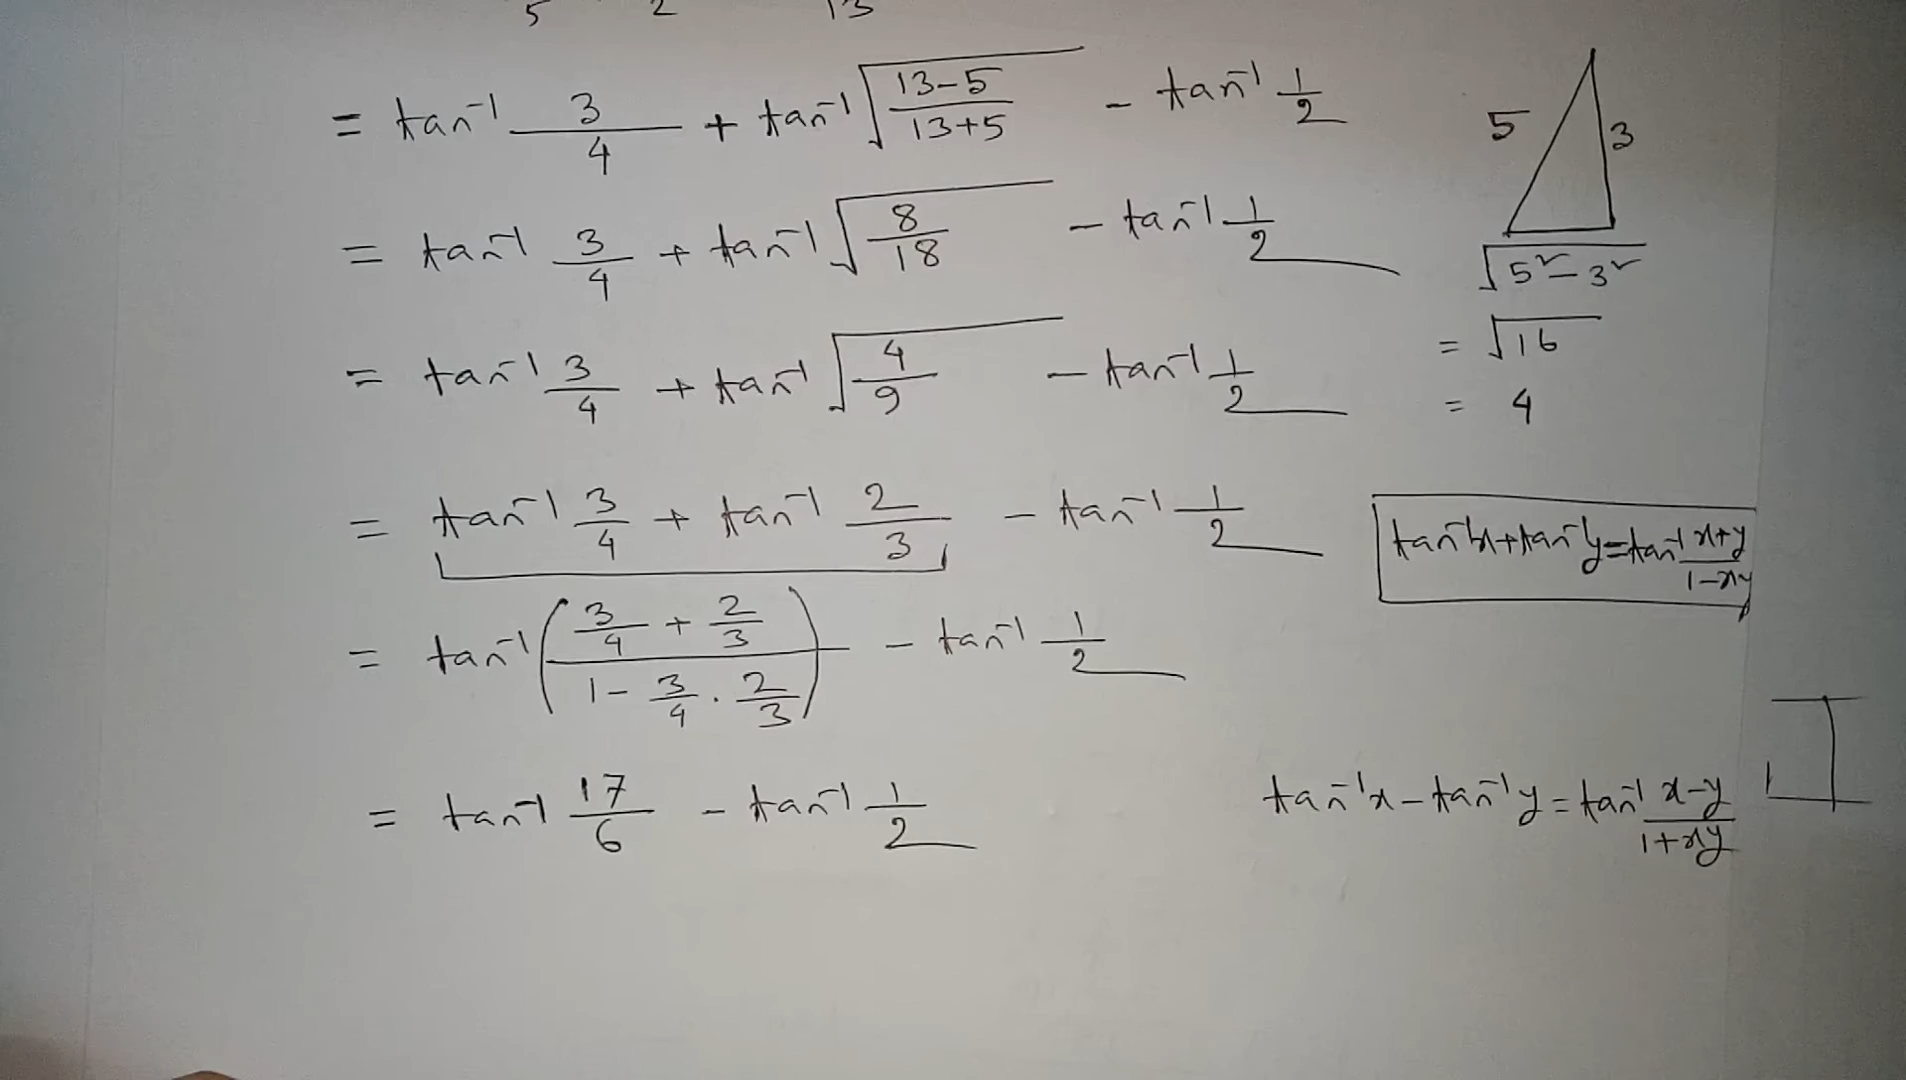 5 2 13
= tan⁻¹ 3/4 + tan⁻¹ √(13-5)/(13+5) - tan⁻¹ 1/2
5 3
= tan⁻¹ 3/4 + tan⁻¹ √8/18 - tan⁻¹ 1/2
√5² - 3²
= tan⁻¹ 3/4 + tan⁻¹ √4/9 - tan⁻¹ 1/2
= √16
= 4
= tan⁻¹ 3/4 + tan⁻¹ 2/3 - tan⁻¹ 1/2
tan⁻¹x + tan⁻¹y = tan⁻¹ (x+y)/(1-xy)
= tan⁻¹ ((3/4 + 2/3)/(1 - 3/4 · 2/3)) - tan⁻¹ 1/2
= tan⁻¹ 17/6 - tan⁻¹ 1/2
tan⁻¹x - tan⁻¹y = tan⁻¹ (x-y)/(1+xy)